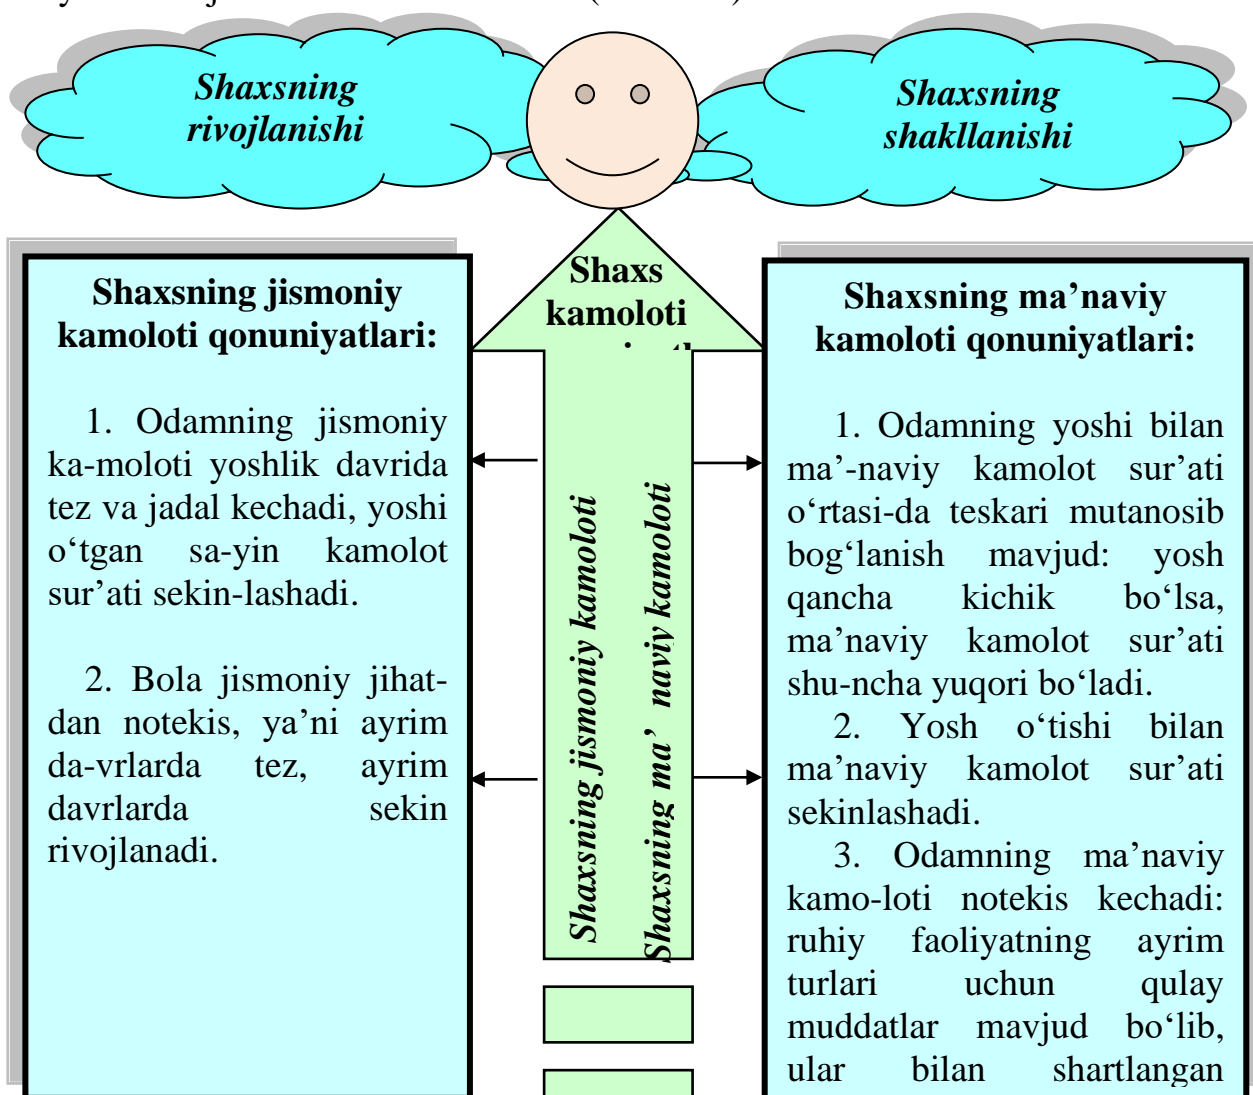 Shaxsning
rivojlanishi
Shaxsning
shakllanishi
Shaxs
kamoloti
Shaxsning jismoniy
kamoloti qonuniyatlari:
1. Odamning jismoniy
ka-moloti yoshlik davrida
tez va jadal kechadi, yoshi
o‘tgan sa-yin kamolot
sur’ati sekin-lashadi.
2. Bola jismoniy jihat-
dan notekis, ya’ni ayrim
da-vrlarda tez, ayrim
davrlarda sekin
rivojlanadi.
Shaxsning jismoniy kamoloti
Shaxsning ma’ naviy kamoloti
Shaxsning ma’naviy
kamoloti qonuniyatlari:
1. Odamning yoshi bilan
ma’-naviy kamolot sur’ati
o‘rtasi-da teskari mutanosib
bog‘lanish mavjud: yosh
qancha kichik bo‘lsa,
ma’naviy kamolot sur’ati
shu-ncha yuqori bo‘ladi.
2. Yosh o‘tishi bilan
ma’naviy kamolot sur’ati
sekinlashadi.
3. Odamning ma’naviy
kamo-loti notekis kechadi:
ruhiy faoliyatning ayrim
turlari uchun qulay
muddatlar mavjud bo‘lib,
ular bilan shartlangan